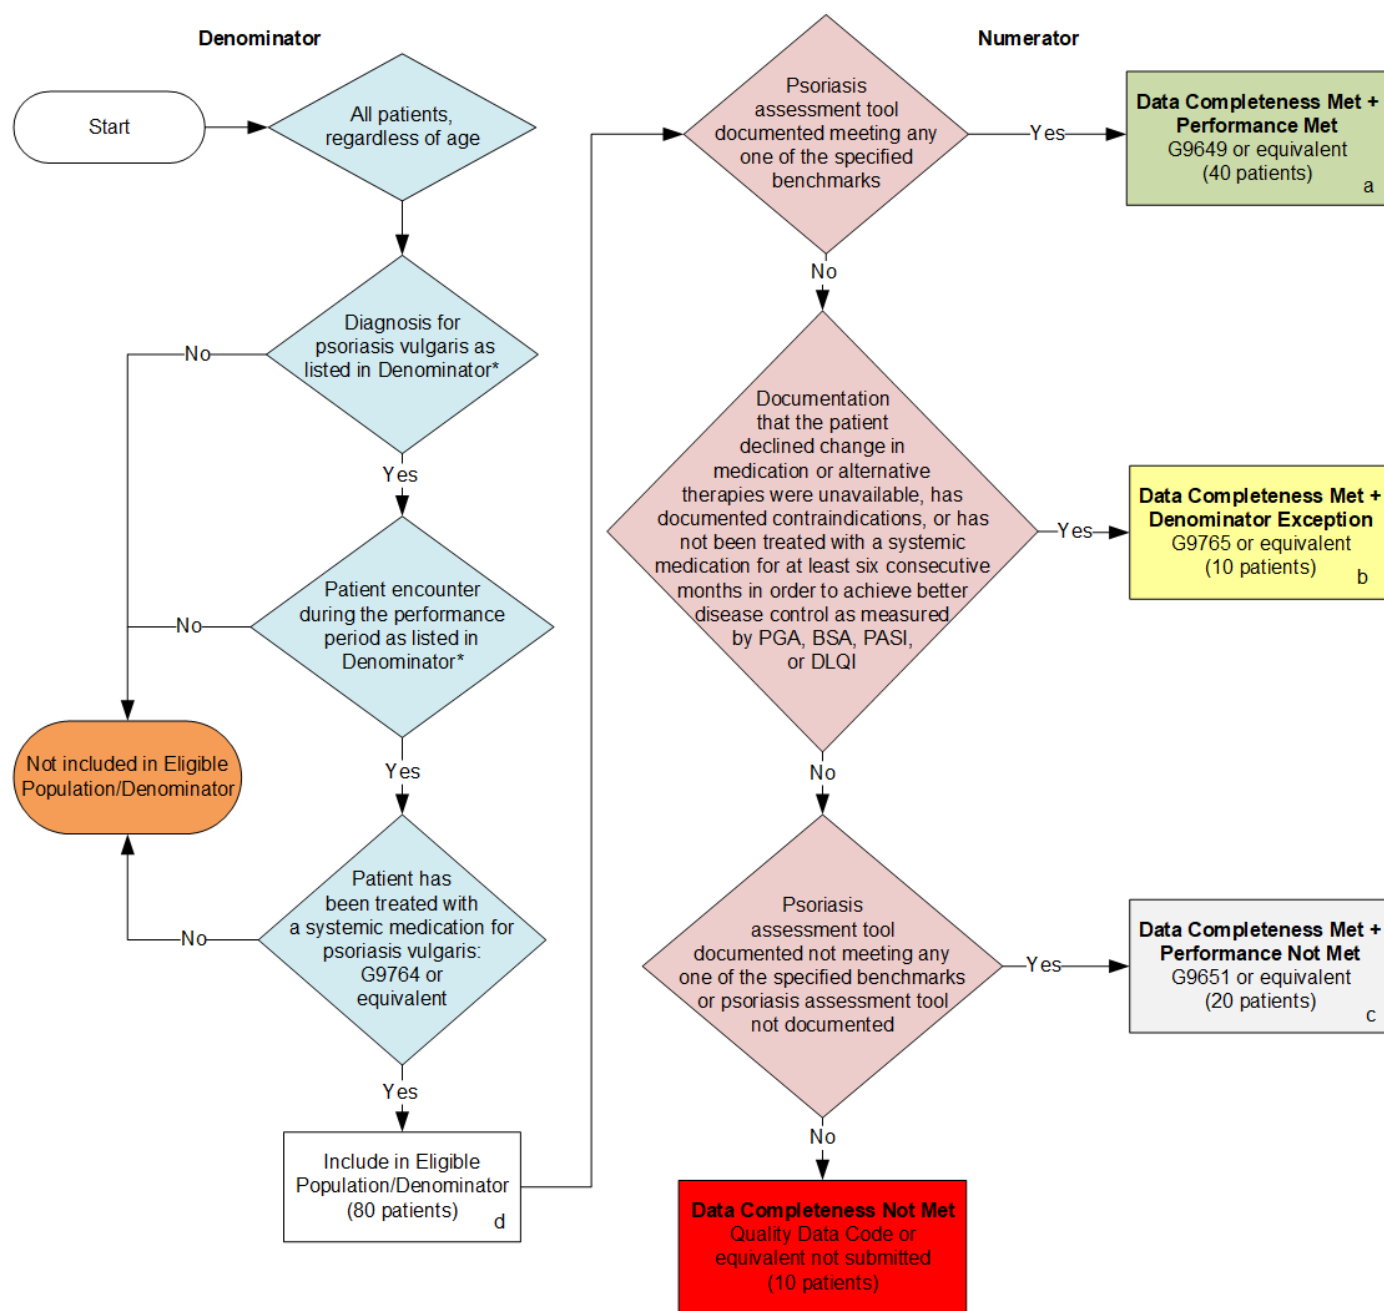 Denominator
Start
All patients,
regardless of age
Diagnosis for
psoriasis vulgaris as
listed in Denominator*
No
Yes
Patient encounter
during the performance
period as listed in
Denominator*
No
Yes
Not included in Eligible
Population/Denominator
Patient has
been treated with
a systemic medication for
psoriasis vulgaris:
G9764 or
equivalent
No
Yes
Include in Eligible
Population/Denominator
(80 patients)
d
Numerator
Psoriasis
assessment tool
documented meeting any
one of the specified
benchmarks
Yes
Data Completeness Met +
Performance Met
G9649 or equivalent
(40 patients)
a
No
Documentation
that the patient
declined change in
medication or alternative
therapies were unavailable, has
documented contraindications, or has
not been treated with a systemic
medication for at least six consecutive
months in order to achieve better
disease control as measured
by PGA, BSA, PASI,
or DLQI
Yes
Data Completeness Met +
Denominator Exception
G9765 or equivalent
(10 patients)
b
No
Psoriasis
assessment tool
documented not meeting any
one of the specified benchmarks
or psoriasis assessment tool
not documented
Yes
Data Completeness Met +
Performance Not Met
G9651 or equivalent
(20 patients)
c
No
Data Completeness Not Met
Quality Data Code or
equivalent not submitted
(10 patients)